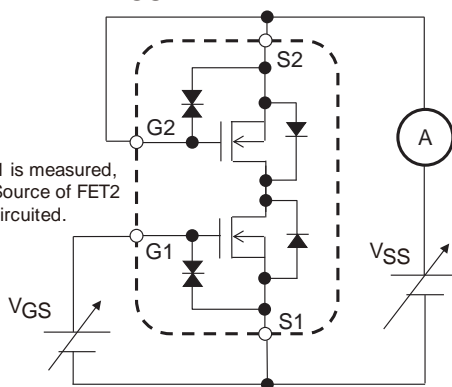 S2
G2
A
1 is measured,
Source of FET2
ircuited.
G1
VSS
VGS
S1